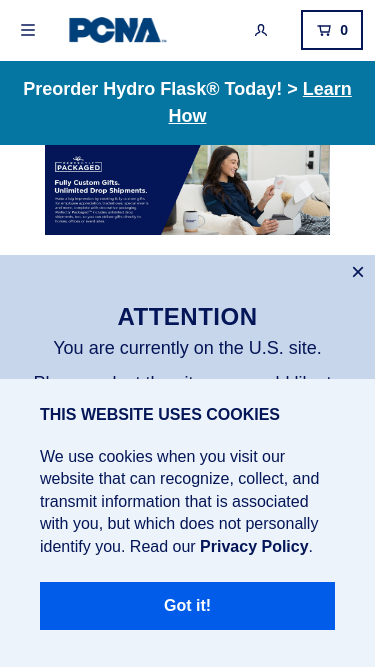 PCNA
0
Preorder Hydro Flask® Today! > Learn
How
PERFECTLY
PACKAGED
Fully Custom Gifts.
Unlimited Drop Shipments.
ATTENTION
You are currently on the U.S. site.
THIS WEBSITE USES COOKIES
We use cookies when you visit our
website that can recognize, collect, and
transmit information that is associated
with you, but which does not personally
identify you. Read our Privacy Policy.
Got it!